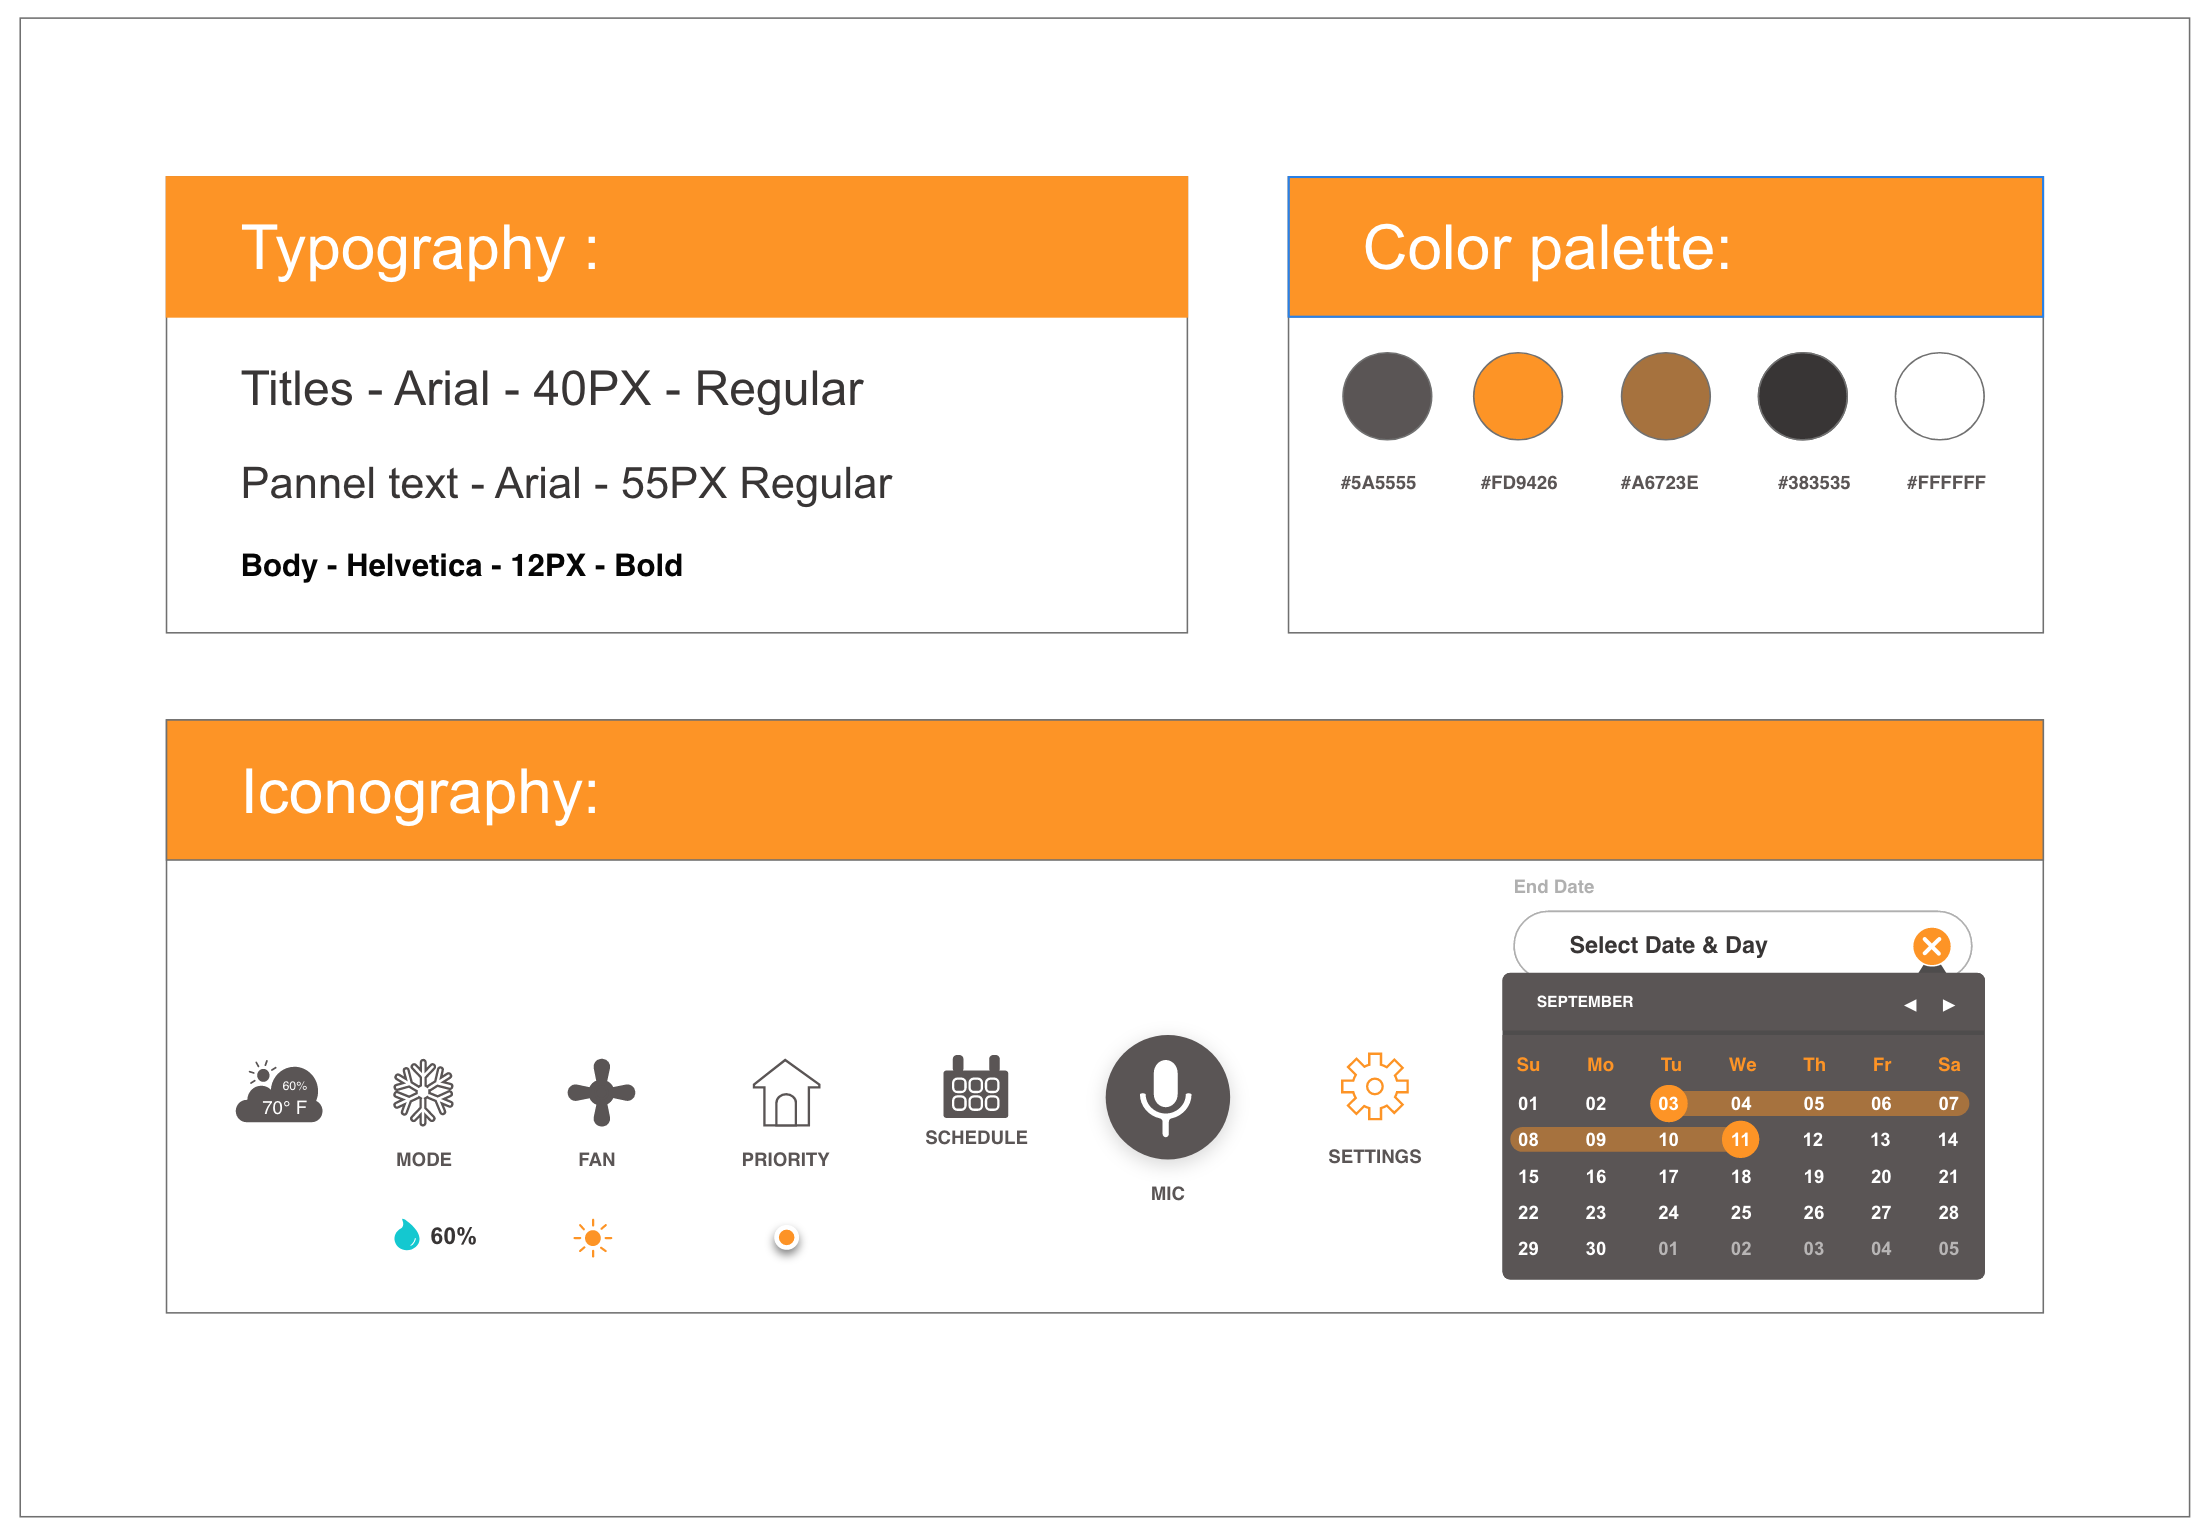 Typography :
Titles - Arial - 40PX - Regular
Pannel text - Arial - 55PX Regular
Body - Helvetica - 12PX - Bold
Color palette:
#5A5555 #FD9426 #A6723E #383535 #FFFFFF
Iconography:
60%
70° F
MODE
FAN
PRIORITY
SCHEDULE
MIC
SETTINGS
60%
End Date
Select Date & Day
SEPTEMBER
Su Mo Tu We Th Fr Sa
01 02 03 04 05 06 07
08 09 10 11 12 13 14
15 16 17 18 19 20 21
22 23 24 25 26 27 28
29 30 01 02 03 04 05